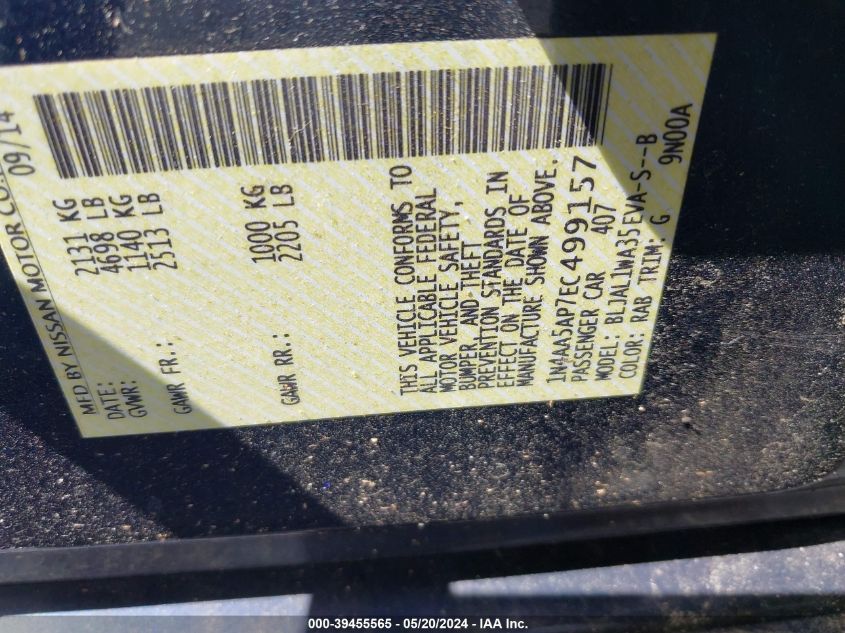 MFD BY NISSAN MOTOR CO.,
DATE: 09/14
GVWR: 2131 KG
4698 LB
GAWR FR.: 1140 KG
2513 LB
GAWR RR.: 1000 KG
2205 LB
THIS VEHICLE CONFORMS TO
ALL APPLICABLE FEDERAL
MOTOR VEHICLE SAFETY,
BUMPER, AND THEFT
PREVENTION STANDARDS IN
EFFECT ON THE DATE OF
MANUFACTURE SHOWN ABOVE.
1N4AA5AP7EC499157
PASSENGER CAR 407
MODEL: BLJAL1WA35EVA-S--B
COLOR: RAB TRIM: G 9N00A
000-39455565 / 05/20/2024 - IAA Inc.